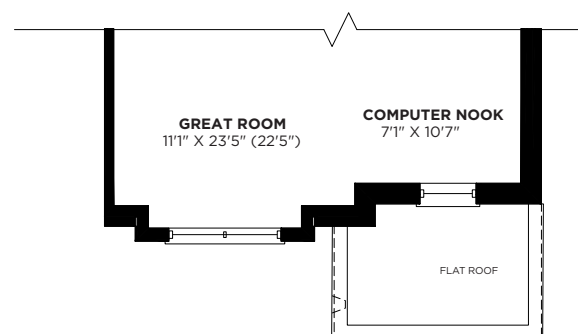 GREAT ROOM
11'1" X 23'5" (22'5")
COMPUTER NOOK
7'1" X 10'7"
FLAT ROOF